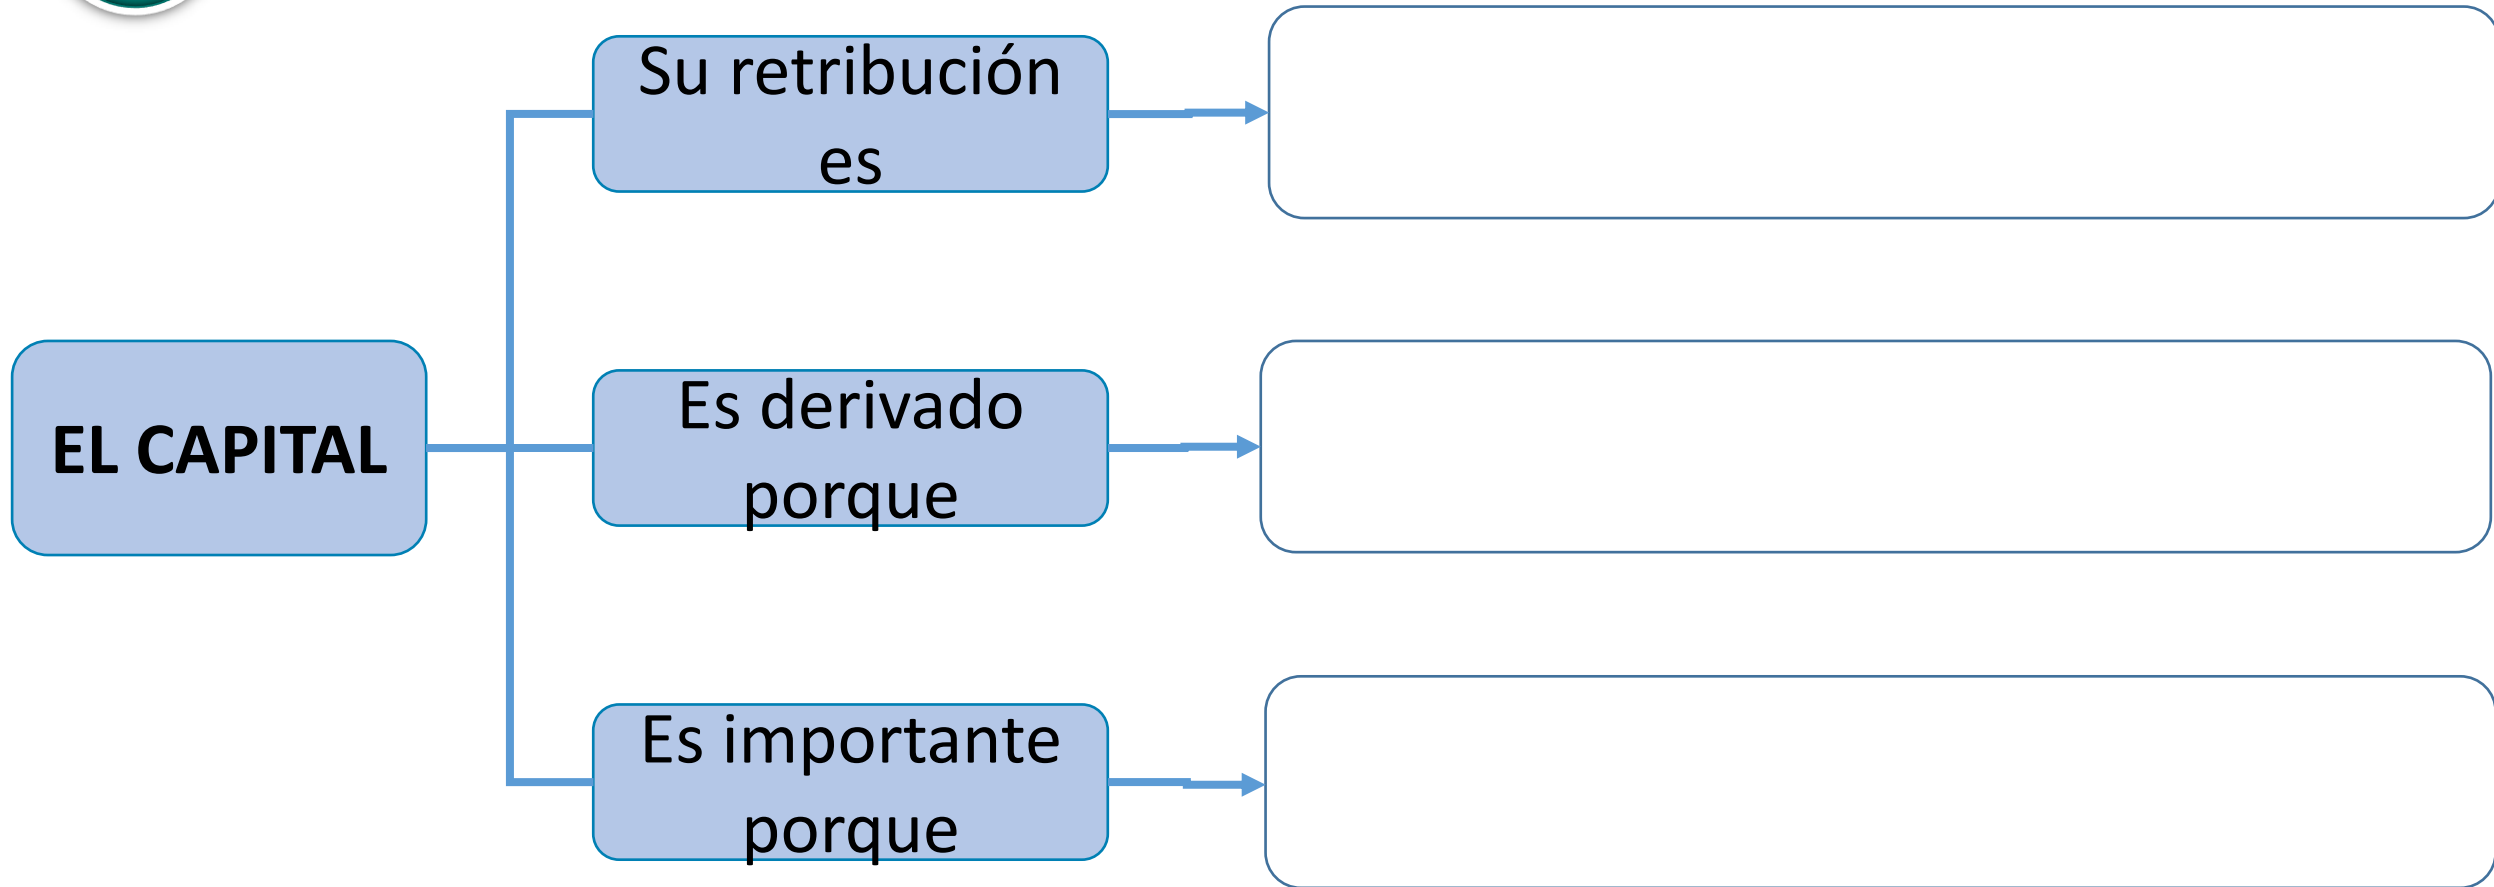 Su retribución
es
EL CAPITAL
Es derivado
porque
Es importante
porque